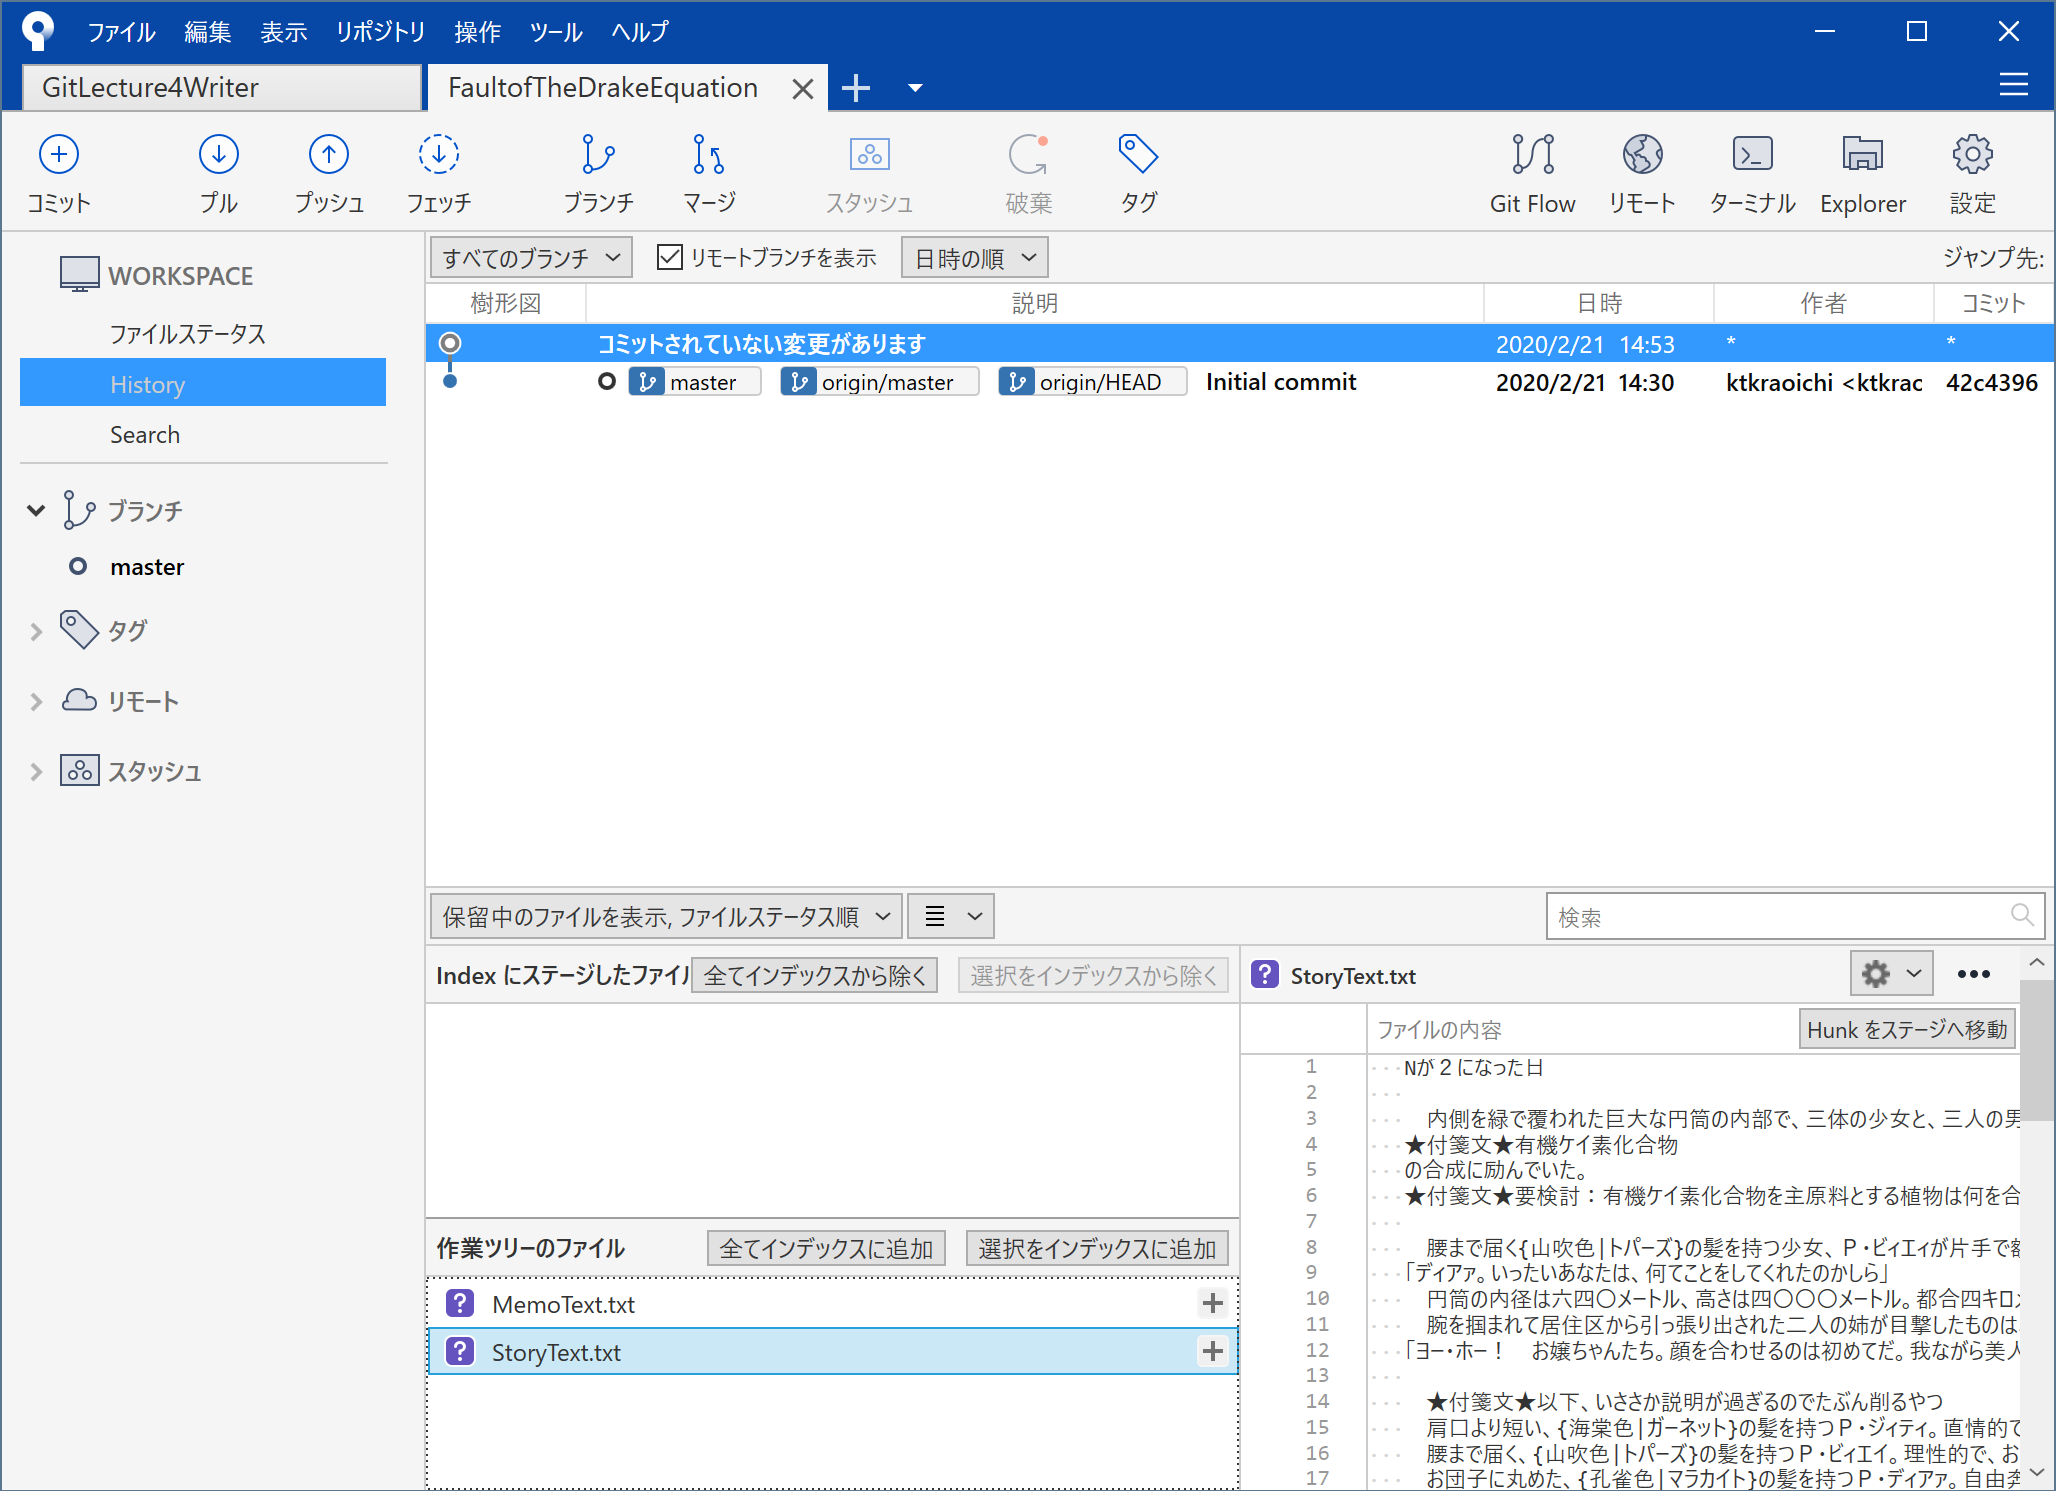 ファイル 編集 表示 リポジトリ 操作 ツール ヘルプ
GitLecture4Writer FaultofTheDrakeEquation
コミット プル プッシュ フェッチ ブランチ マージ スタッシュ 破棄 タグ Git Flow リモート ターミナル Explorer 設定
WORKSPACE
ファイルステータス
History
Search
ブランチ
master
タグ
リモート
スタッシュ
すべてのブランチ リモートブランチを表示 日時の順 ジャンプ先:
樹形図 説明 日時 作者 コミット
コミットされていない変更があります 2020/2/21 14:53 * *
master origin/master origin/HEAD Initial commit 2020/2/21 14:30 ktkraoichi <ktkrac 42c4396
保留中のファイルを表示, ファイルステータス順 検索
Index にステージしたファイル 全てインデックスから除く 選択をインデックスから除く
作業ツリーのファイル 全てインデックスに追加 選択をインデックスに追加
? MemoText.txt +
? StoryText.txt +
? StoryText.txt
ファイルの内容 Hunk をステージへ移動
1 Nが２になった日
2
3 内側を緑で覆われた巨大な円筒の内部で、三体の少女と、三人の男
4 ★付箋文★有機ケイ素化合物
5 の合成に励んでいた。
6 ★付箋文★要検討：有機ケイ素化合物を主原料とする植物は何を合
7
8 腰まで届く{山吹色|トパーズ}の髪を持つ少女、Ｐ・ビィエィが片手で額
9 「ディアァ。いったいあなたは、何てことをしてくれたのかしら」
10 円筒の内径は六四〇メートル、高さは四〇〇〇メートル。都合四キロメ
11 腕を掴まれて居住区から引っ張り出された二人の姉が目撃したものは
12 「ヨー・ホー！　お嬢ちゃんたち。顔を合わせるのは初めてだ。我ながら美人
13
14 ★付箋文★以下、いささか説明が過ぎるのでたぶん削るやつ
15 肩口より短い、{海棠色|ガーネット}の髪を持つＰ・ジィティ。直情的で
16 腰まで届く、{山吹色|トパーズ}の髪を持つＰ・ビィエイ。理性的で、お
17 お団子に丸めた、{孔雀色|マラカイト}の髪を持つＰ・ディアァ。自由奔